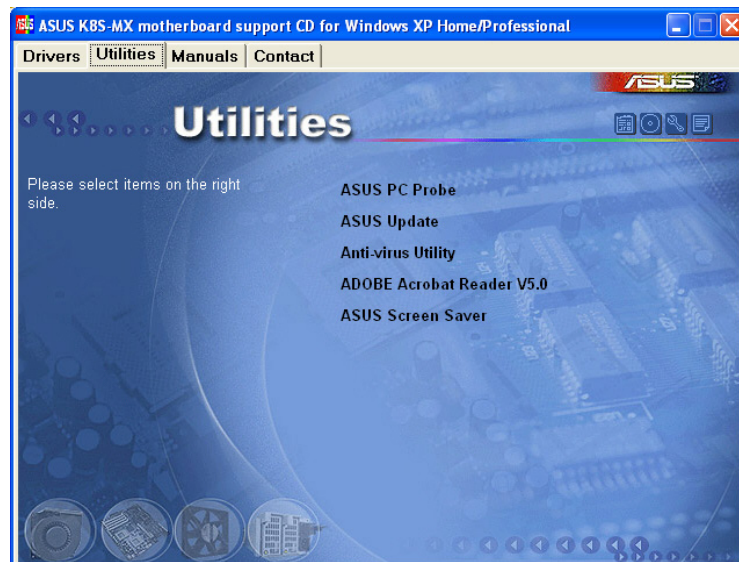 ASUS K8S-MX motherboard support CD for Windows XP Home/Professional
Drivers Utilities Manuals Contact
ASUS
Utilities
Please select items on the right
side.
ASUS PC Probe
ASUS Update
Anti-virus Utility
ADOBE Acrobat Reader V5.0
ASUS Screen Saver